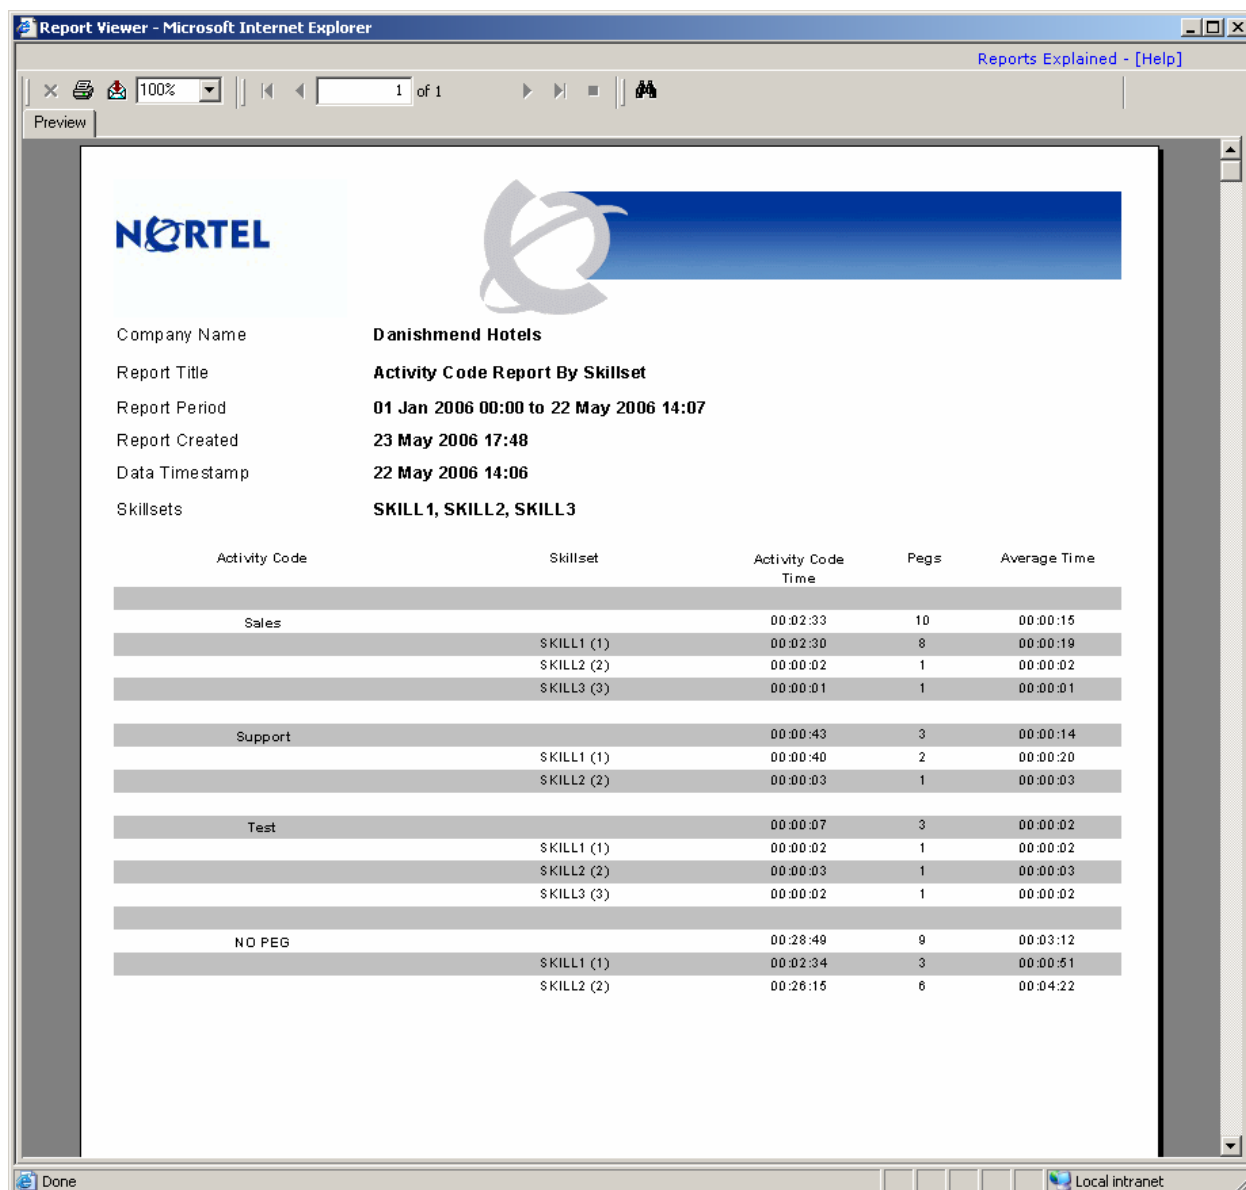 Report Viewer - Microsoft Internet Explorer
Reports Explained - [Help]
100% 1 of 1
Preview
NORTEL
Company Name Danishmend Hotels
Report Title Activity Code Report By Skillset
Report Period 01 Jan 2006 00:00 to 22 May 2006 14:07
Report Created 23 May 2006 17:48
Data Timestamp 22 May 2006 14:06
Skillsets SKILL1, SKILL2, SKILL3
Activity Code Skillset Activity Code Time Pegs Average Time
Sales 00:02:33 10 00:00:15
SKILL1 (1) 00:02:30 8 00:00:19
SKILL2 (2) 00:00:02 1 00:00:02
SKILL3 (3) 00:00:01 1 00:00:01
Support 00:00:43 3 00:00:14
SKILL1 (1) 00:00:40 2 00:00:20
SKILL2 (2) 00:00:03 1 00:00:03
Test 00:00:07 3 00:00:02
SKILL1 (1) 00:00:02 1 00:00:02
SKILL2 (2) 00:00:03 1 00:00:03
SKILL3 (3) 00:00:02 1 00:00:02
NO PEG 00:28:49 9 00:03:12
SKILL1 (1) 00:02:34 3 00:00:51
SKILL2 (2) 00:26:15 6 00:04:22
Done Local intranet